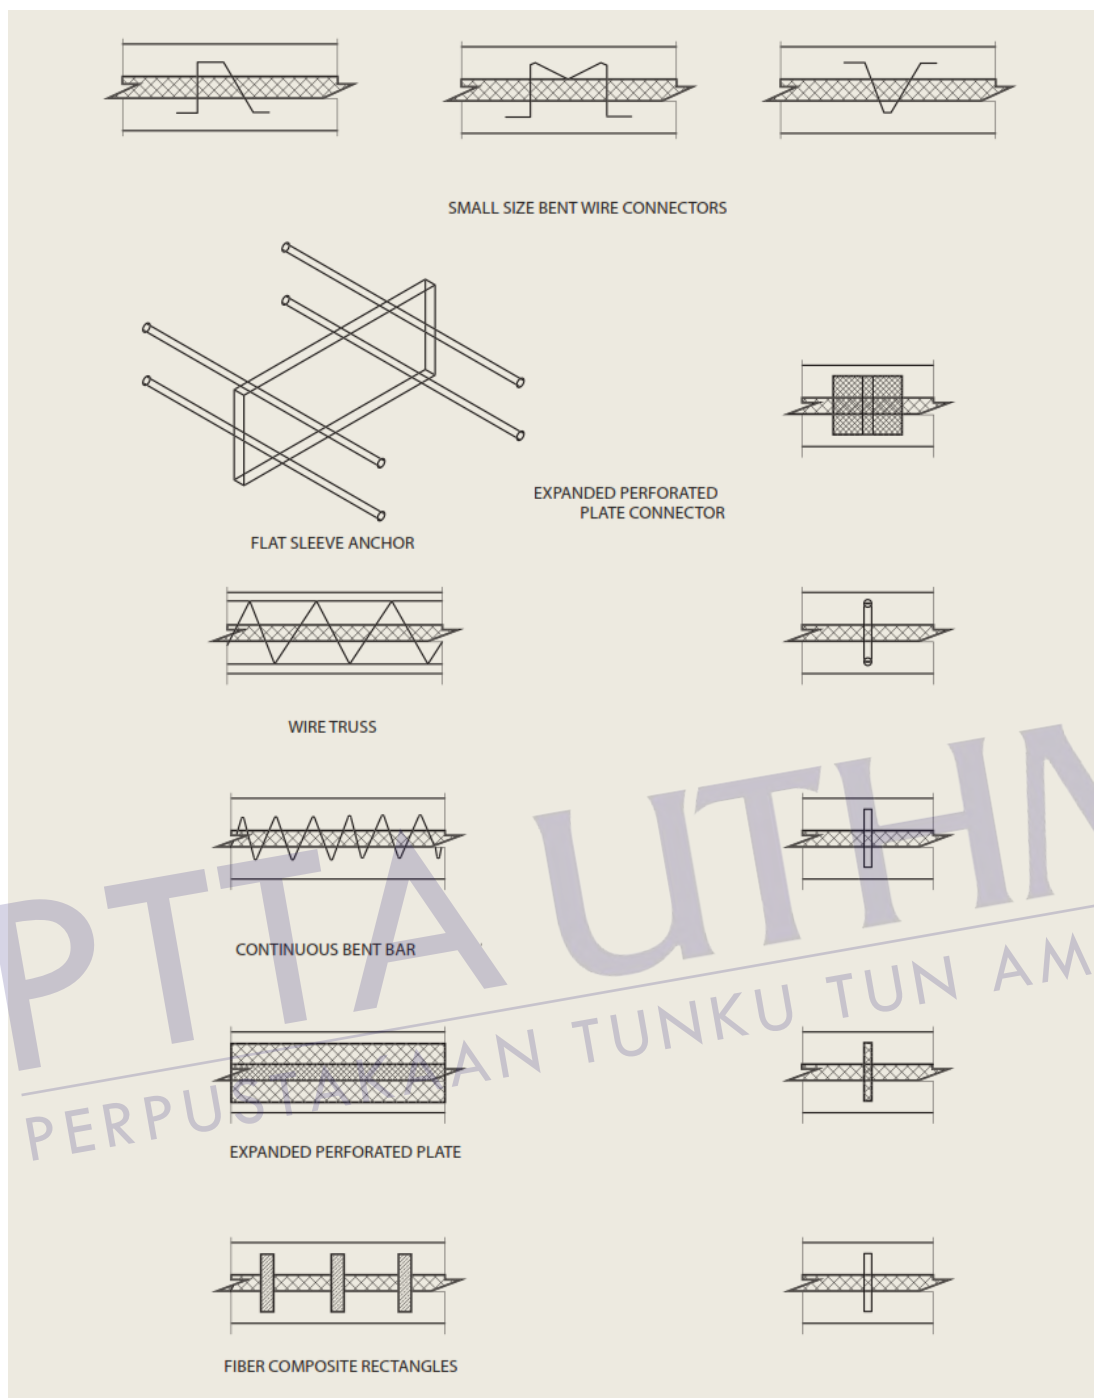 SMALL SIZE BENT WIRE CONNECTORS
EXPANDED PERFORATED
PLATE CONNECTOR
FLAT SLEEVE ANCHOR
WIRE TRUSS
CONTINUOUS BENT BAR
EXPANDED PERFORATED PLATE
FIBER COMPOSITE RECTANGLES
PTTA UTHM
PERPUSTAKAAN TUNKU TUN AM